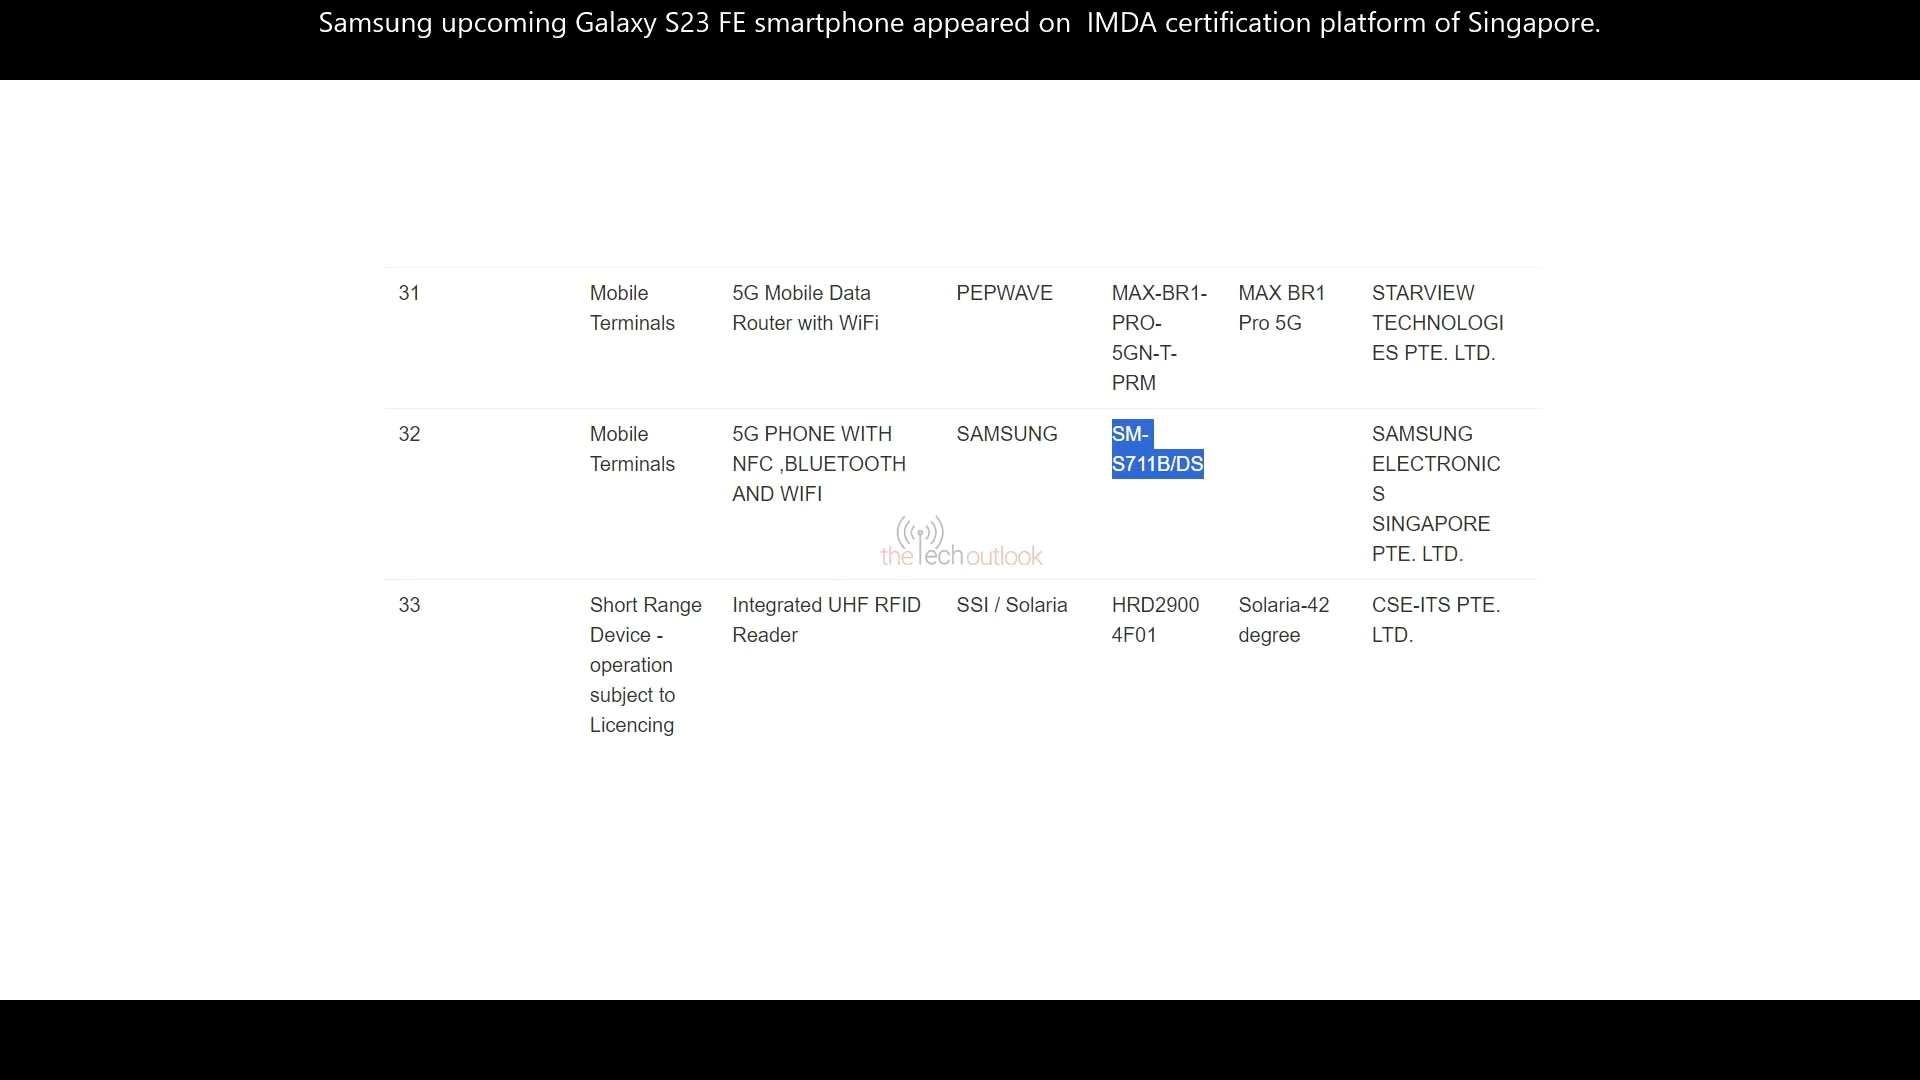 Samsung upcoming Galaxy S23 FE smartphone appeared on  IMDA certification platform of Singapore.
31
Mobile
Terminals
5G Mobile Data
Router with WiFi
PEPWAVE
MAX-BR1-
PRO-
5GN-T-
PRM
MAX BR1
Pro 5G
STARVIEW
TECHNOLOGI
ES PTE. LTD.
32
Mobile
Terminals
5G PHONE WITH
NFC ,BLUETOOTH
AND WIFI
SAMSUNG
SM-
S711B/DS
SAMSUNG
ELECTRONIC
S
SINGAPORE
PTE. LTD.
theTechoutlook
33
Short Range
Device -
operation
subject to
Licencing
Integrated UHF RFID
Reader
SSI / Solaria
HRD2900
4F01
Solaria-42
degree
CSE-ITS PTE.
LTD.